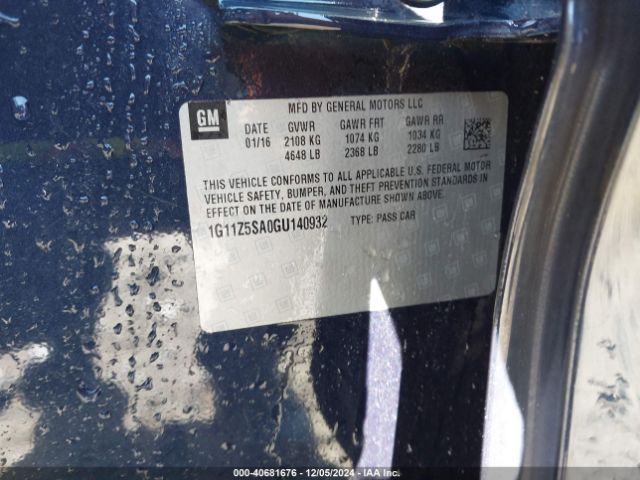 GM
MFD BY GENERAL MOTORS LLC
DATE GVWR GAWR FRT GAWR RR
01/16 2108 KG 1074 KG 1034 KG
4648 LB 2368 LB 2280 LB
THIS VEHICLE CONFORMS TO ALL APPLICABLE U.S. FEDERAL MOTOR
VEHICLE SAFETY, BUMPER, AND THEFT PREVENTION STANDARDS IN
EFFECT ON THE DATE OF MANUFACTURE SHOWN ABOVE.
1G11Z5SA0GU140932 TYPE: PASS CAR
000-40681676 - 12/05/2024 - IAA Inc.